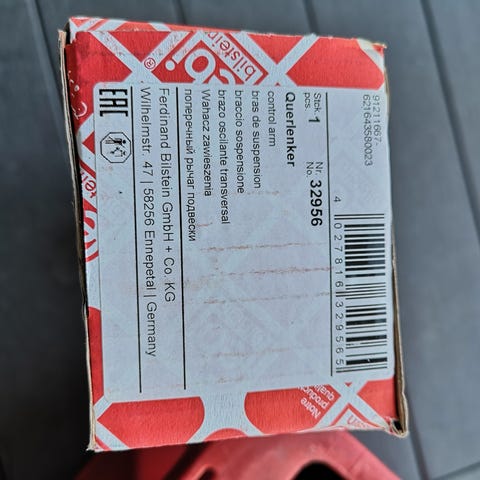 91211667-
621643580023
4 027816 329565
Stck. 1 Nr. 32956
pcs. No.
Querlenker
control arm
bras de suspension
braccio sospensione
brazo oscilante transversal
Wahacz zawieszenia
поперечный рычаг подвески
Ferdinand Bilstein GmbH + Co. KG
Wilhelmstr. 47 | 58256 Ennepetal | Germany
EAC
bilstein